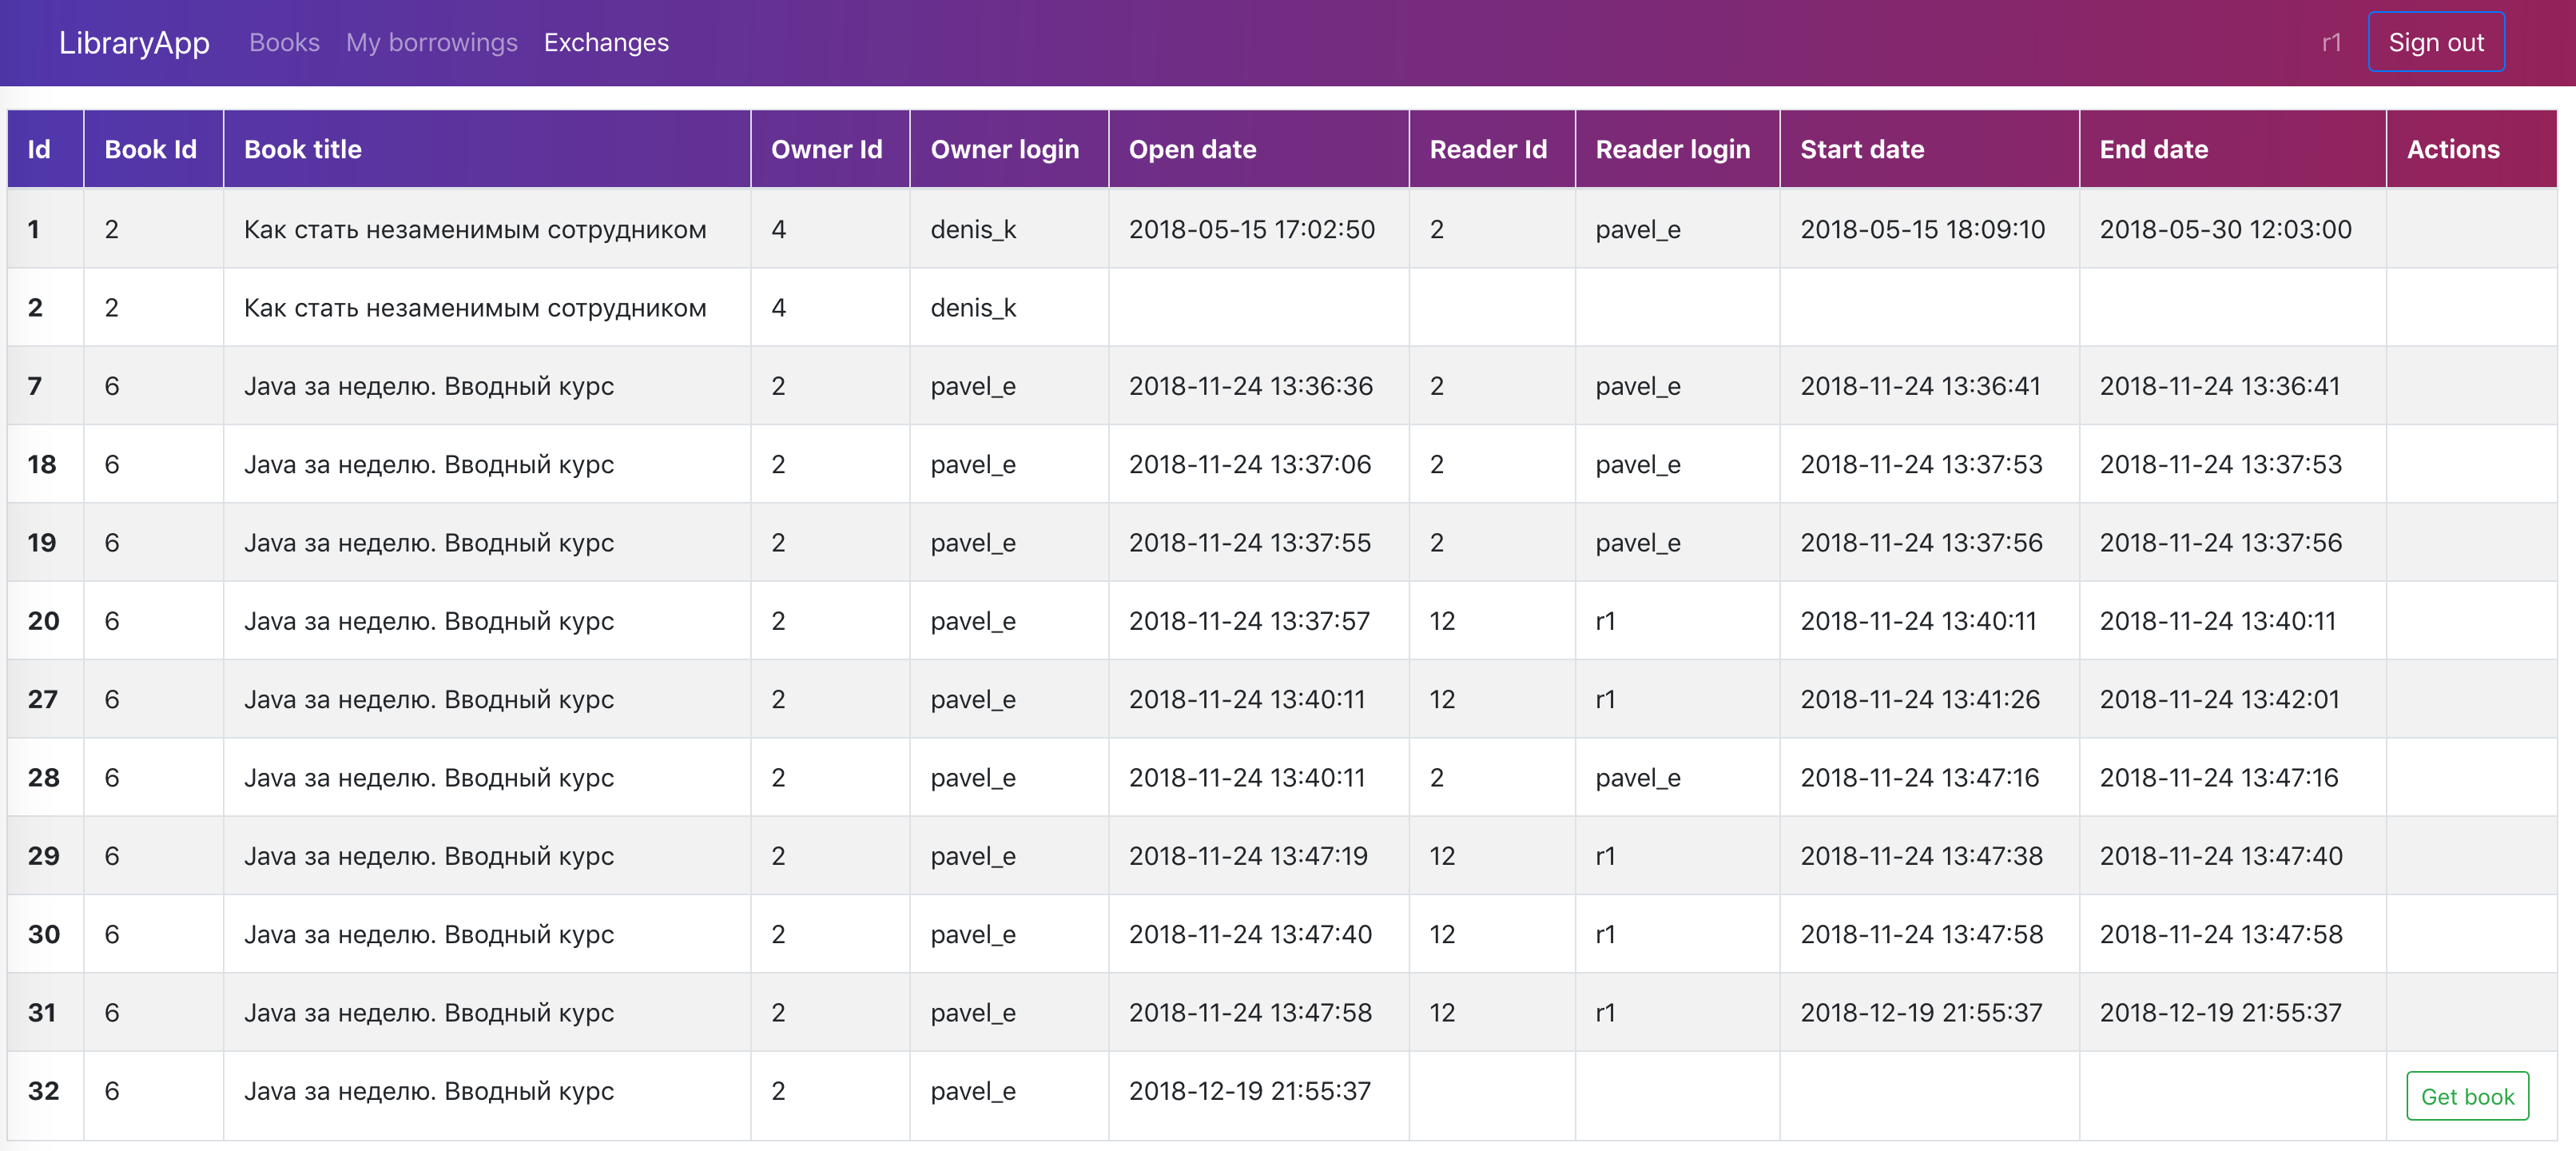 LibraryApp Books My borrowings Exchanges r1 Sign out
Id Book Id Book title Owner Id Owner login Open date Reader Id Reader login Start date End date Actions
1 2 Как стать незаменимым сотрудником 4 denis_k 2018-05-15 17:02:50 2 pavel_e 2018-05-15 18:09:10 2018-05-30 12:03:00
2 2 Как стать незаменимым сотрудником 4 denis_k
7 6 Java за неделю. Вводный курс 2 pavel_e 2018-11-24 13:36:36 2 pavel_e 2018-11-24 13:36:41 2018-11-24 13:36:41
18 6 Java за неделю. Вводный курс 2 pavel_e 2018-11-24 13:37:06 2 pavel_e 2018-11-24 13:37:53 2018-11-24 13:37:53
19 6 Java за неделю. Вводный курс 2 pavel_e 2018-11-24 13:37:55 2 pavel_e 2018-11-24 13:37:56 2018-11-24 13:37:56
20 6 Java за неделю. Вводный курс 2 pavel_e 2018-11-24 13:37:57 12 r1 2018-11-24 13:40:11 2018-11-24 13:40:11
27 6 Java за неделю. Вводный курс 2 pavel_e 2018-11-24 13:40:11 12 r1 2018-11-24 13:41:26 2018-11-24 13:42:01
28 6 Java за неделю. Вводный курс 2 pavel_e 2018-11-24 13:40:11 2 pavel_e 2018-11-24 13:47:16 2018-11-24 13:47:16
29 6 Java за неделю. Вводный курс 2 pavel_e 2018-11-24 13:47:19 12 r1 2018-11-24 13:47:38 2018-11-24 13:47:40
30 6 Java за неделю. Вводный курс 2 pavel_e 2018-11-24 13:47:40 12 r1 2018-11-24 13:47:58 2018-11-24 13:47:58
31 6 Java за неделю. Вводный курс 2 pavel_e 2018-11-24 13:47:58 12 r1 2018-12-19 21:55:37 2018-12-19 21:55:37
32 6 Java за неделю. Вводный курс 2 pavel_e 2018-12-19 21:55:37 Get book